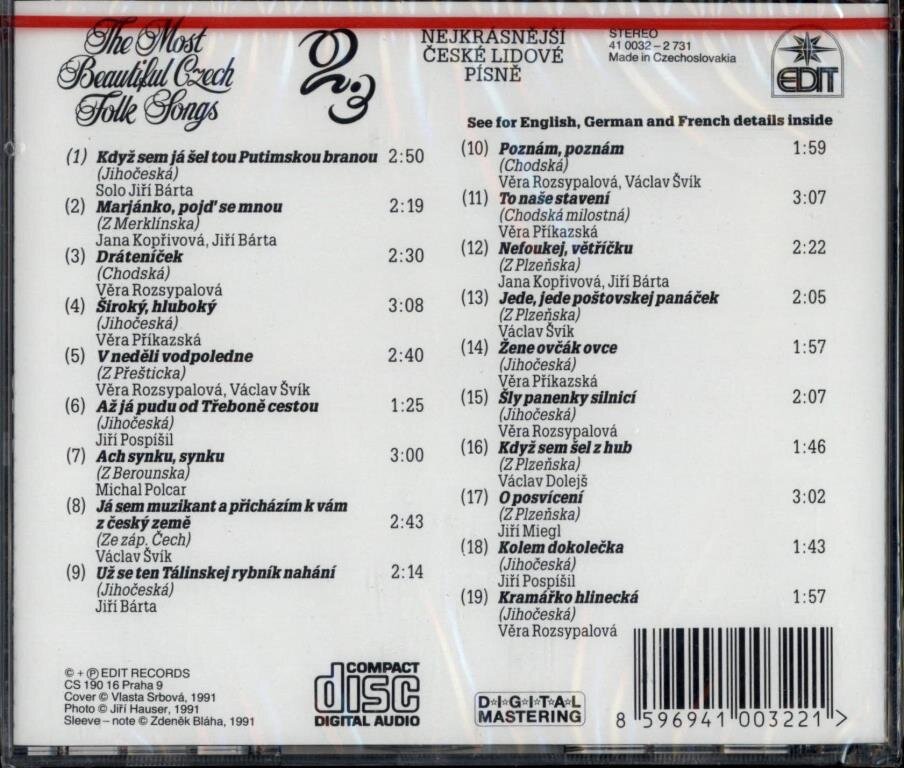 The Most
Beautiful Czech
Folk Songs
2.3
NEJKRÁSNĚJŠÍ
ČESKÉ LIDOVÉ
PÍSNĚ
STEREO
41 0032-2 731
Made in Czechoslovakia
EDIT
See for English, German and French details inside
(1) Když sem já šel tou Putimskou branou 2:50
(Jihočeská)
Solo Jiří Bárta
(2) Marjánko, pojď se mnou 2:19
(Z Merklínska)
Jana Kopřivová, Jiří Bárta
(3) Dráteníček 2:30
(Chodská)
Věra Rozsypalová
(4) Široký, hluboký 3:08
(Jihočeská)
Věra Příkazská
(5) V neděli vodpoledne 2:40
(Z Přešticka)
Věra Rozsypalová, Václav Švík
(6) Až já pudu od Třeboně cestou 1:25
(Jihočeská)
Jiří Pospíšil
(7) Ach synku, synku 3:00
(Z Berounska)
Michal Polcar
(8) Já sem muzikant a přicházím k vám
z český země 2:43
(Ze záp. Čech)
Václav Švík
(9) Už se ten Tálinskej rybník nahání 2:14
(Jihočeská)
Jiří Bárta
(10) Poznám, poznám 1:59
(Chodská)
Věra Rozsypalová, Václav Švík
(11) To naše stavení 3:07
(Chodská milostná)
Věra Příkazská
(12) Nefoukej, větříčku 2:22
(Z Plzeňska)
Jana Kopřivová, Jiří Bárta
(13) Jede, jede poštovskej panáček 2:05
(Z Plzeňska)
Václav Švík
(14) Žene ovčák ovce 1:57
(Jihočeská)
Věra Příkazská
(15) Šly panenky silnicí 2:07
(Jihočeská)
Věra Rozsypalová
(16) Když sem šel z hub 1:46
(Z Plzeňska)
Václav Dolejš
(17) O posvícení 3:02
(Z Plzeňska)
Jiří Miegl
(18) Kolem dokolečka 1:43
(Jihočeská)
Jiří Pospíšil
(19) Kramářko hlinecká 1:57
(Jihočeská)
Věra Rozsypalová
© + ℗ EDIT RECORDS
CS 190 16 Praha 9
Cover © Vlasta Srbová, 1991
Photo © Jiří Hauser, 1991
Sleeve-note © Zdeněk Bláha, 1991
COMPACT
disc
DIGITAL AUDIO
DIGITAL
MASTERING
8 596941 003221 >